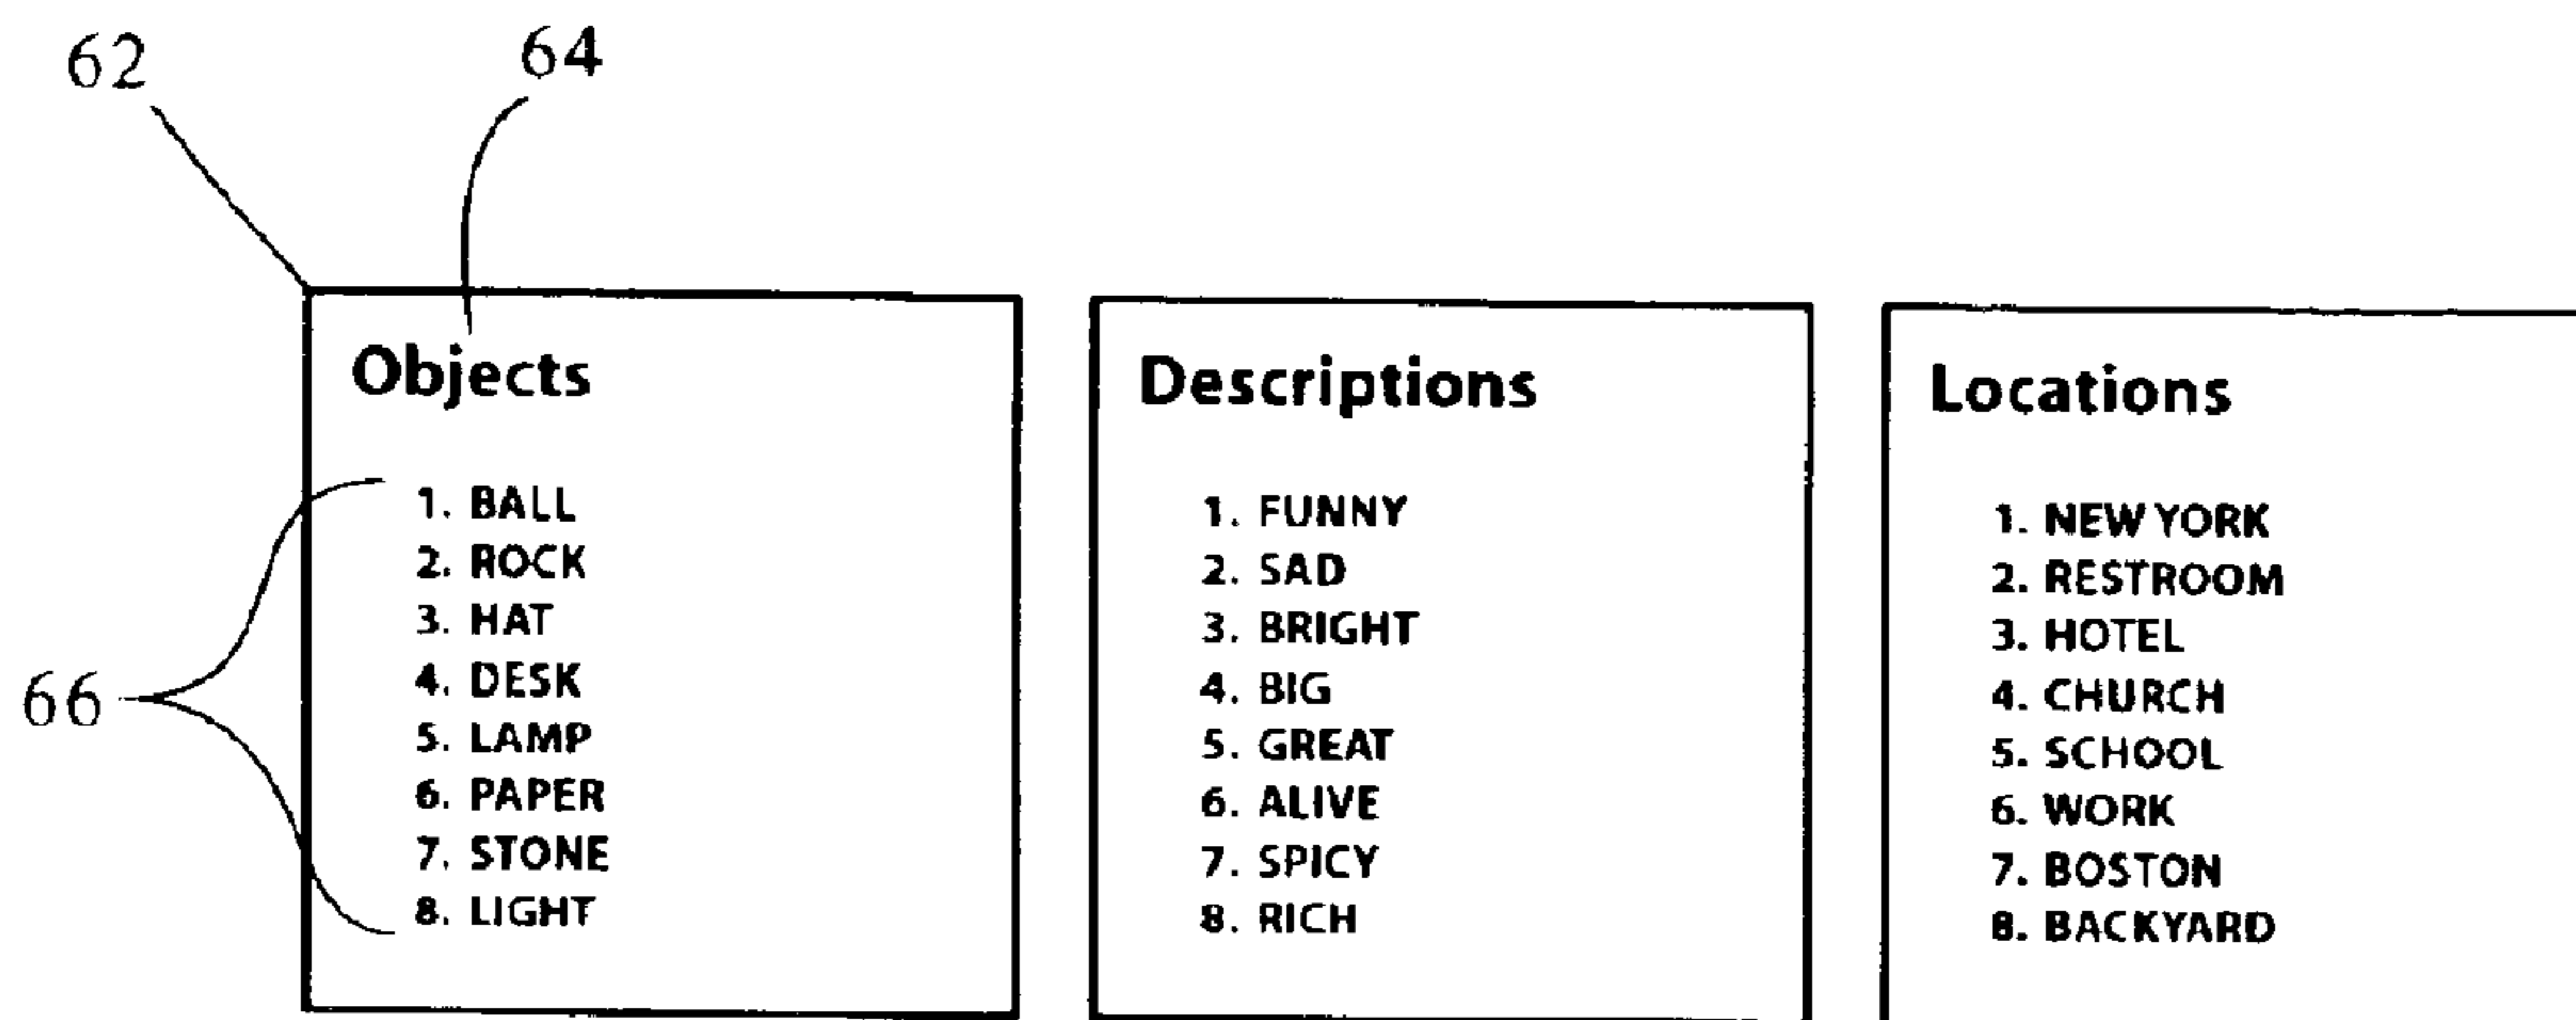 62
64
Objects
1. BALL
2. ROCK
3. HAT
4. DESK
5. LAMP
6. PAPER
7. STONE
8. LIGHT
66
Descriptions
1. FUNNY
2. SAD
3. BRIGHT
4. BIG
5. GREAT
6. ALIVE
7. SPICY
8. RICH
Locations
1. NEW YORK
2. RESTROOM
3. HOTEL
4. CHURCH
5. SCHOOL
6. WORK
7. BOSTON
8. BACKYARD